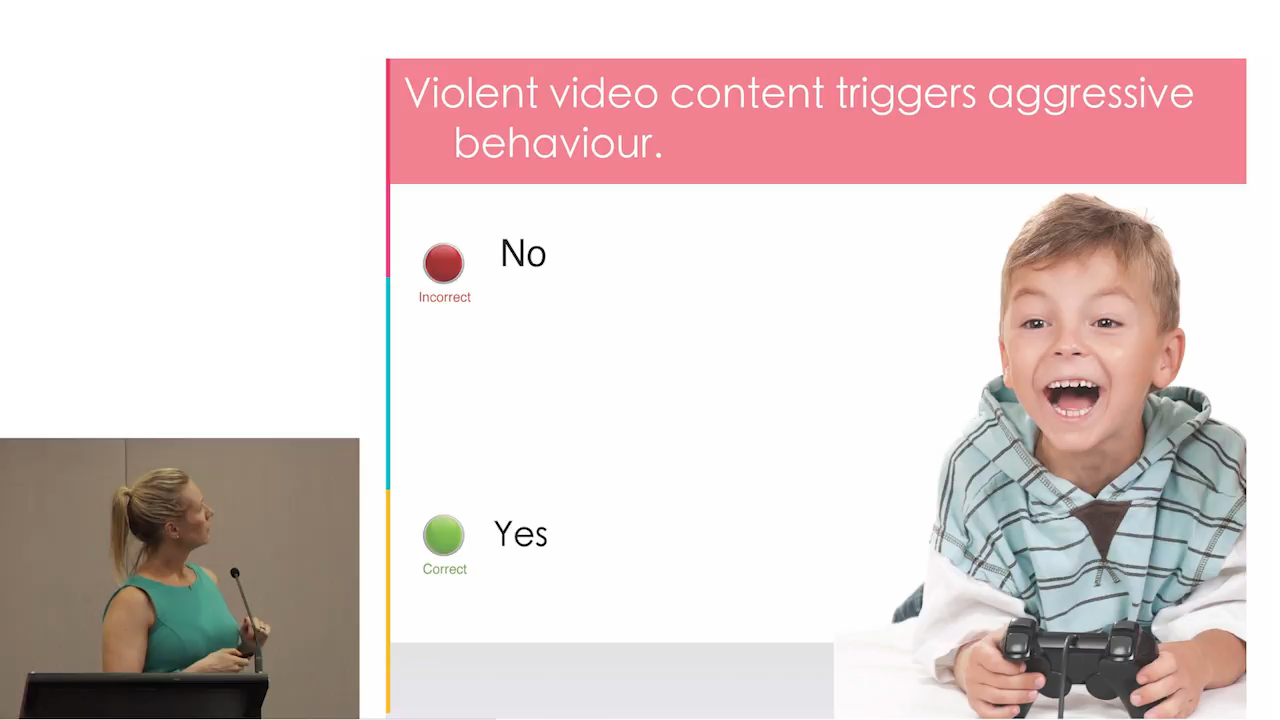 Violent video content triggers aggressive
behaviour.
No
Incorrect
Yes
Correct